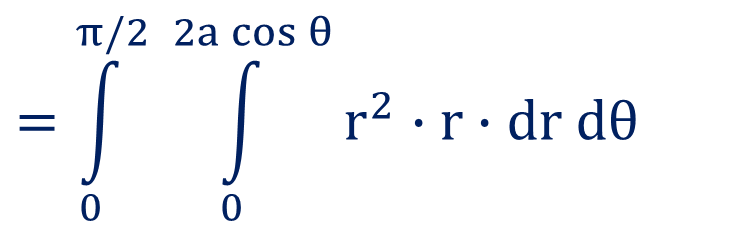 π/2 2a cos θ
= ∫ ∫ r² · r · dr dθ
0 0